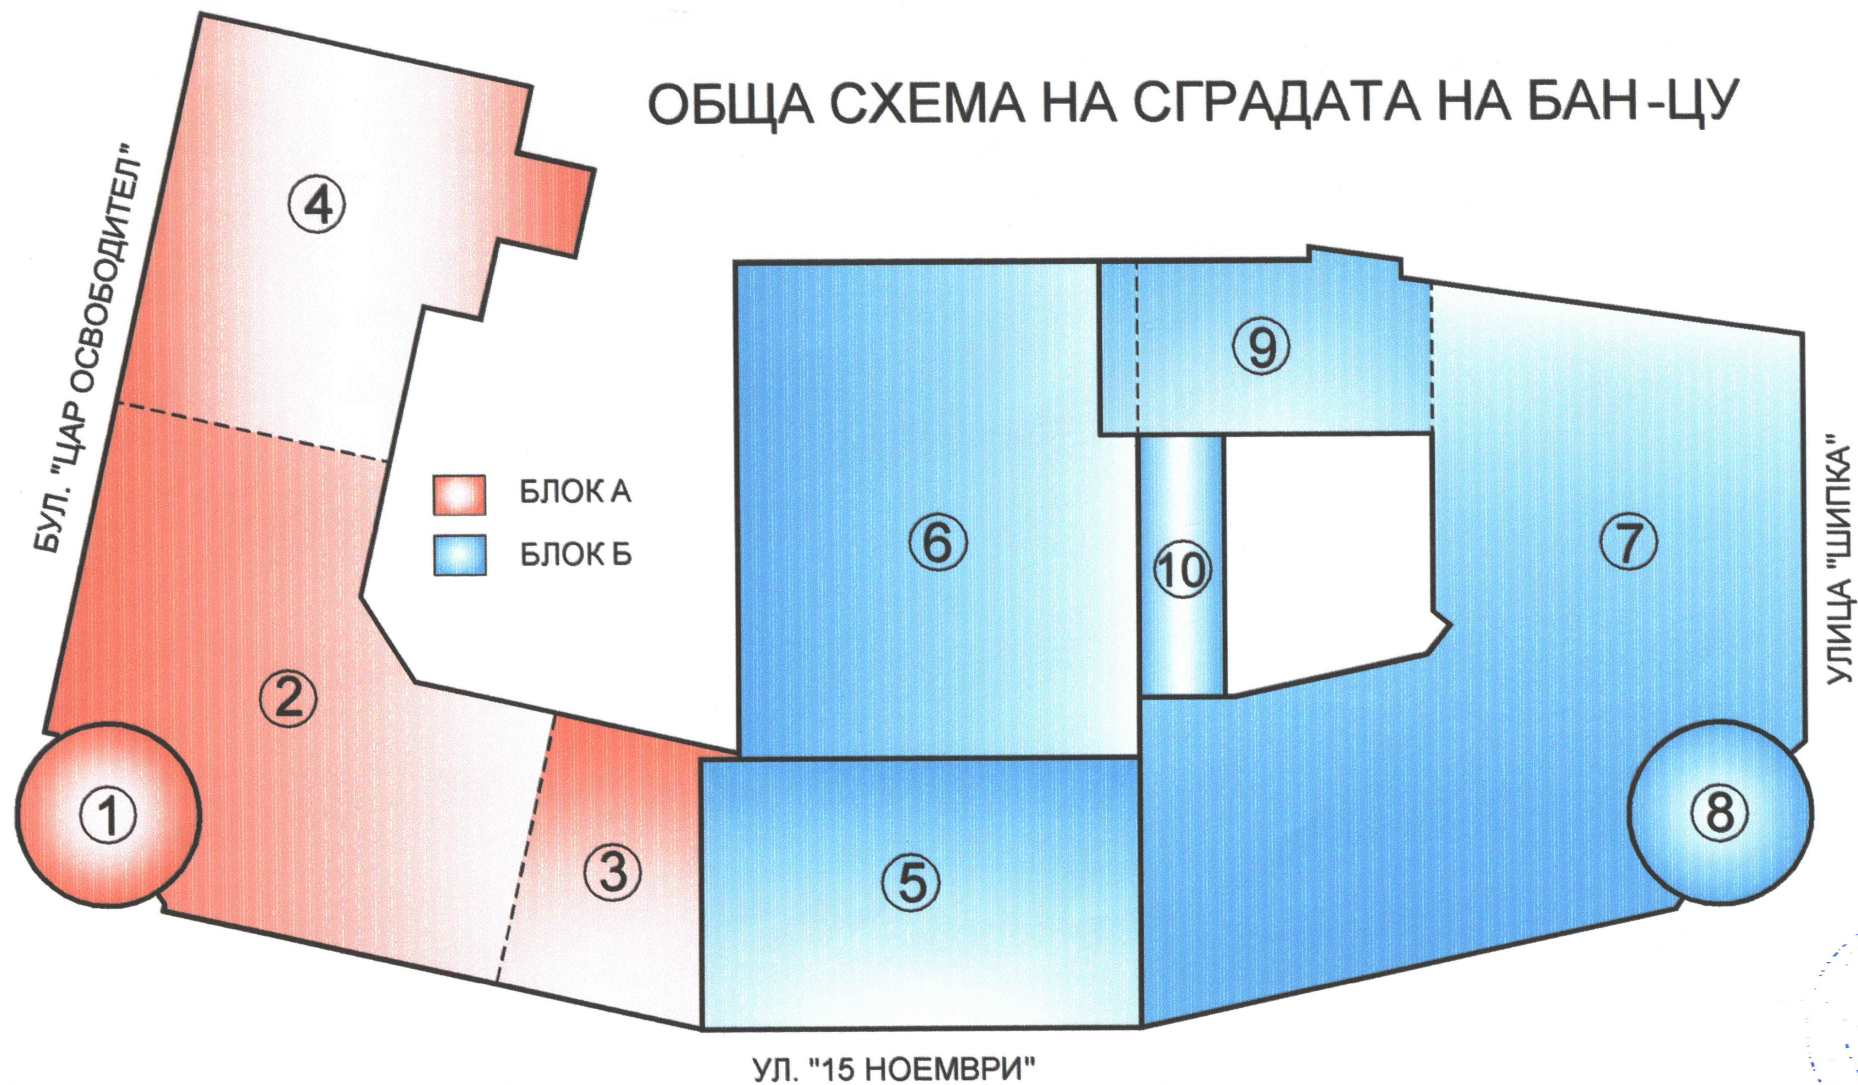 ОБЩА СХЕМА НА СГРАДАТА НА БАН-ЦУ
БУЛ. "ЦАР ОСВОБОДИТЕЛ"
4
9
БЛОК А
БЛОК Б
6
10
7
УЛИЦА "ШИПКА"
2
1
3
5
8
УЛ. "15 НОЕМВРИ"